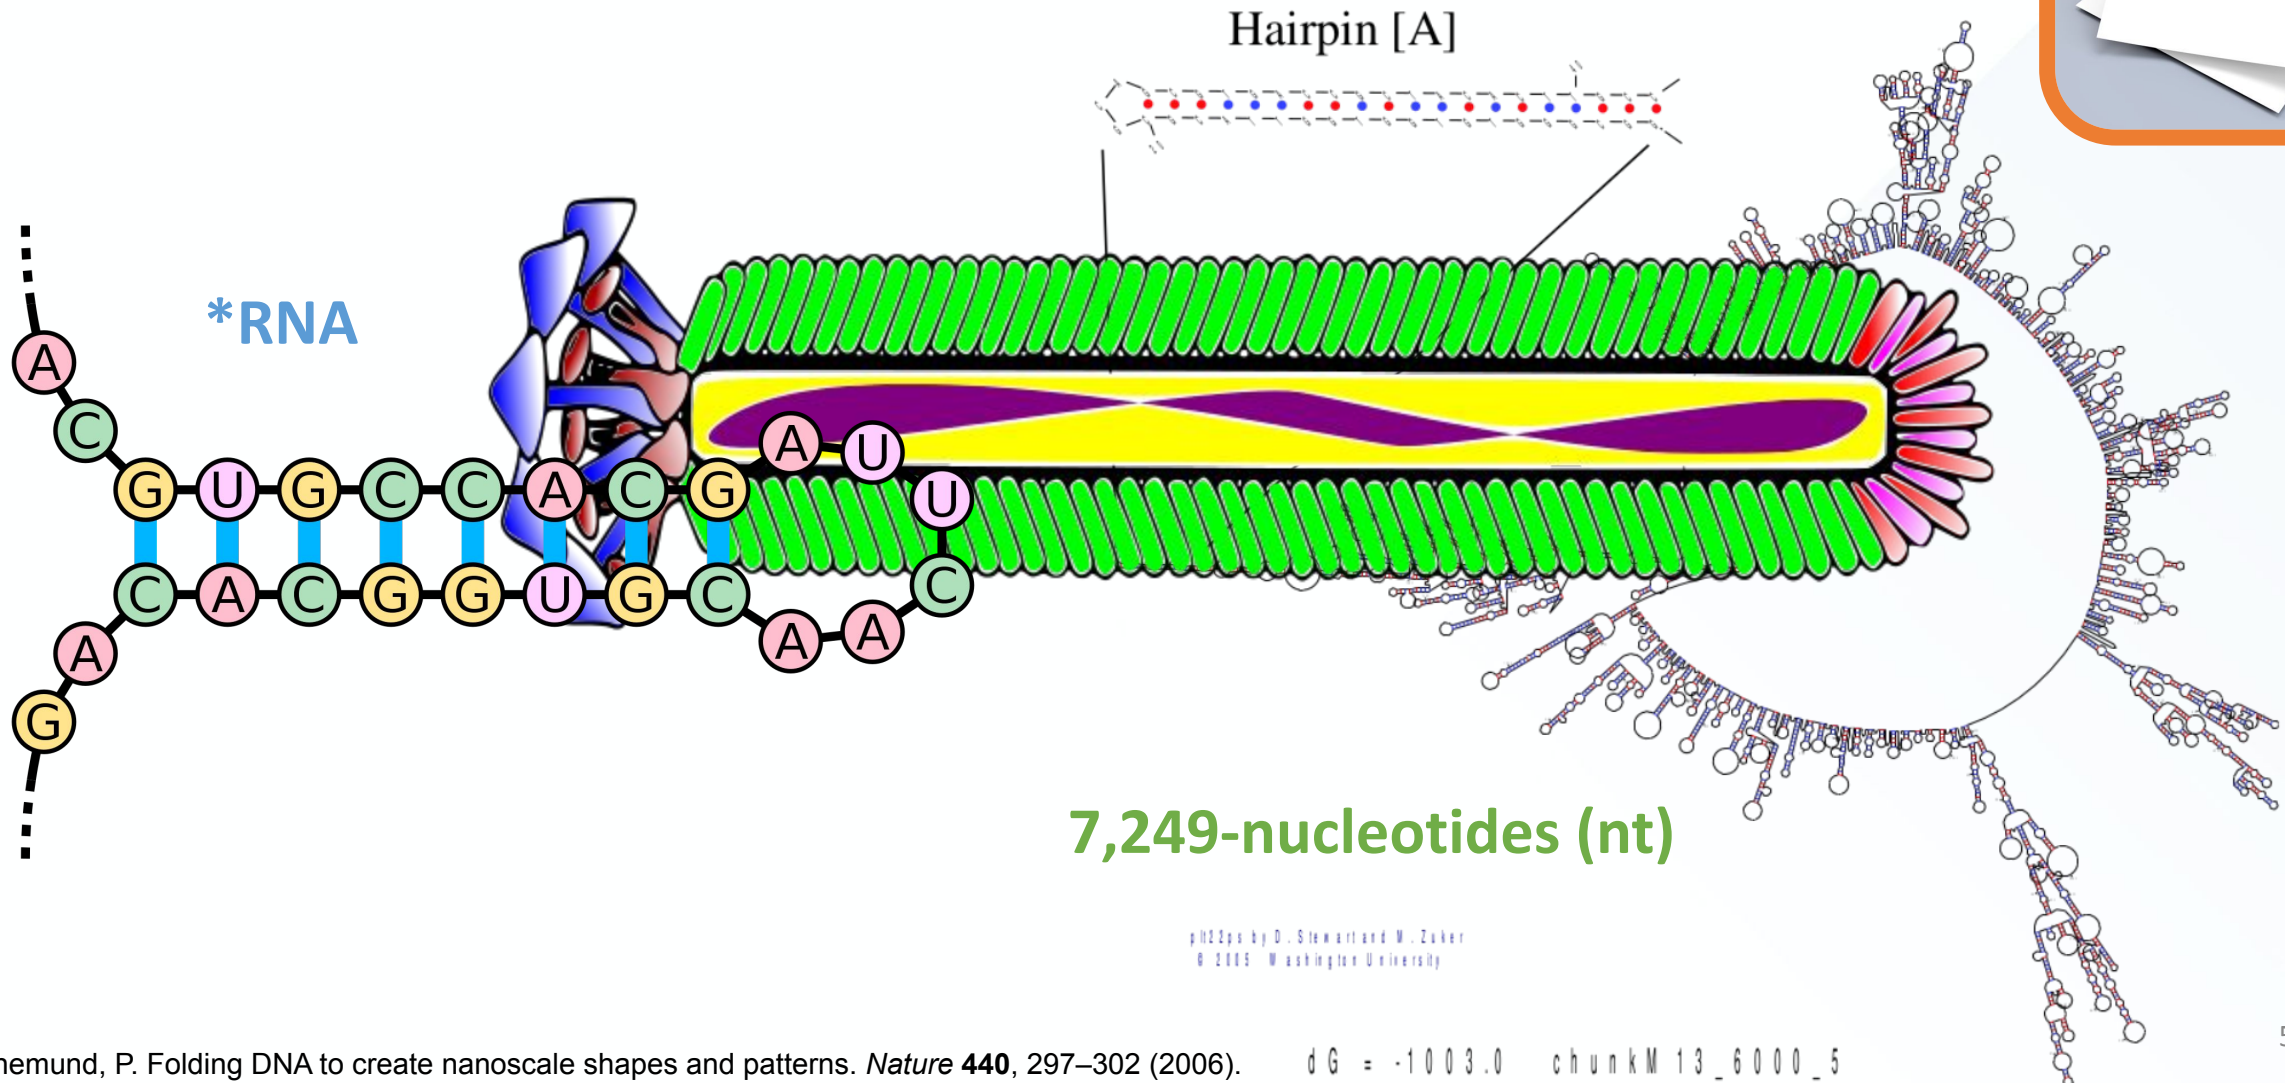 Hairpin [A]
*RNA
A
C
G U G C C A C G
A
U
U
C
A
A
C A C G G U G C
A
G
7,249-nucleotides (nt)
plt22ps by D. Stewart and M. Zuker
© 2005 Washington University
hemund, P. Folding DNA to create nanoscale shapes and patterns. Nature 440, 297–302 (2006).
dG = -1003.0 chunkM13_6000_5
5